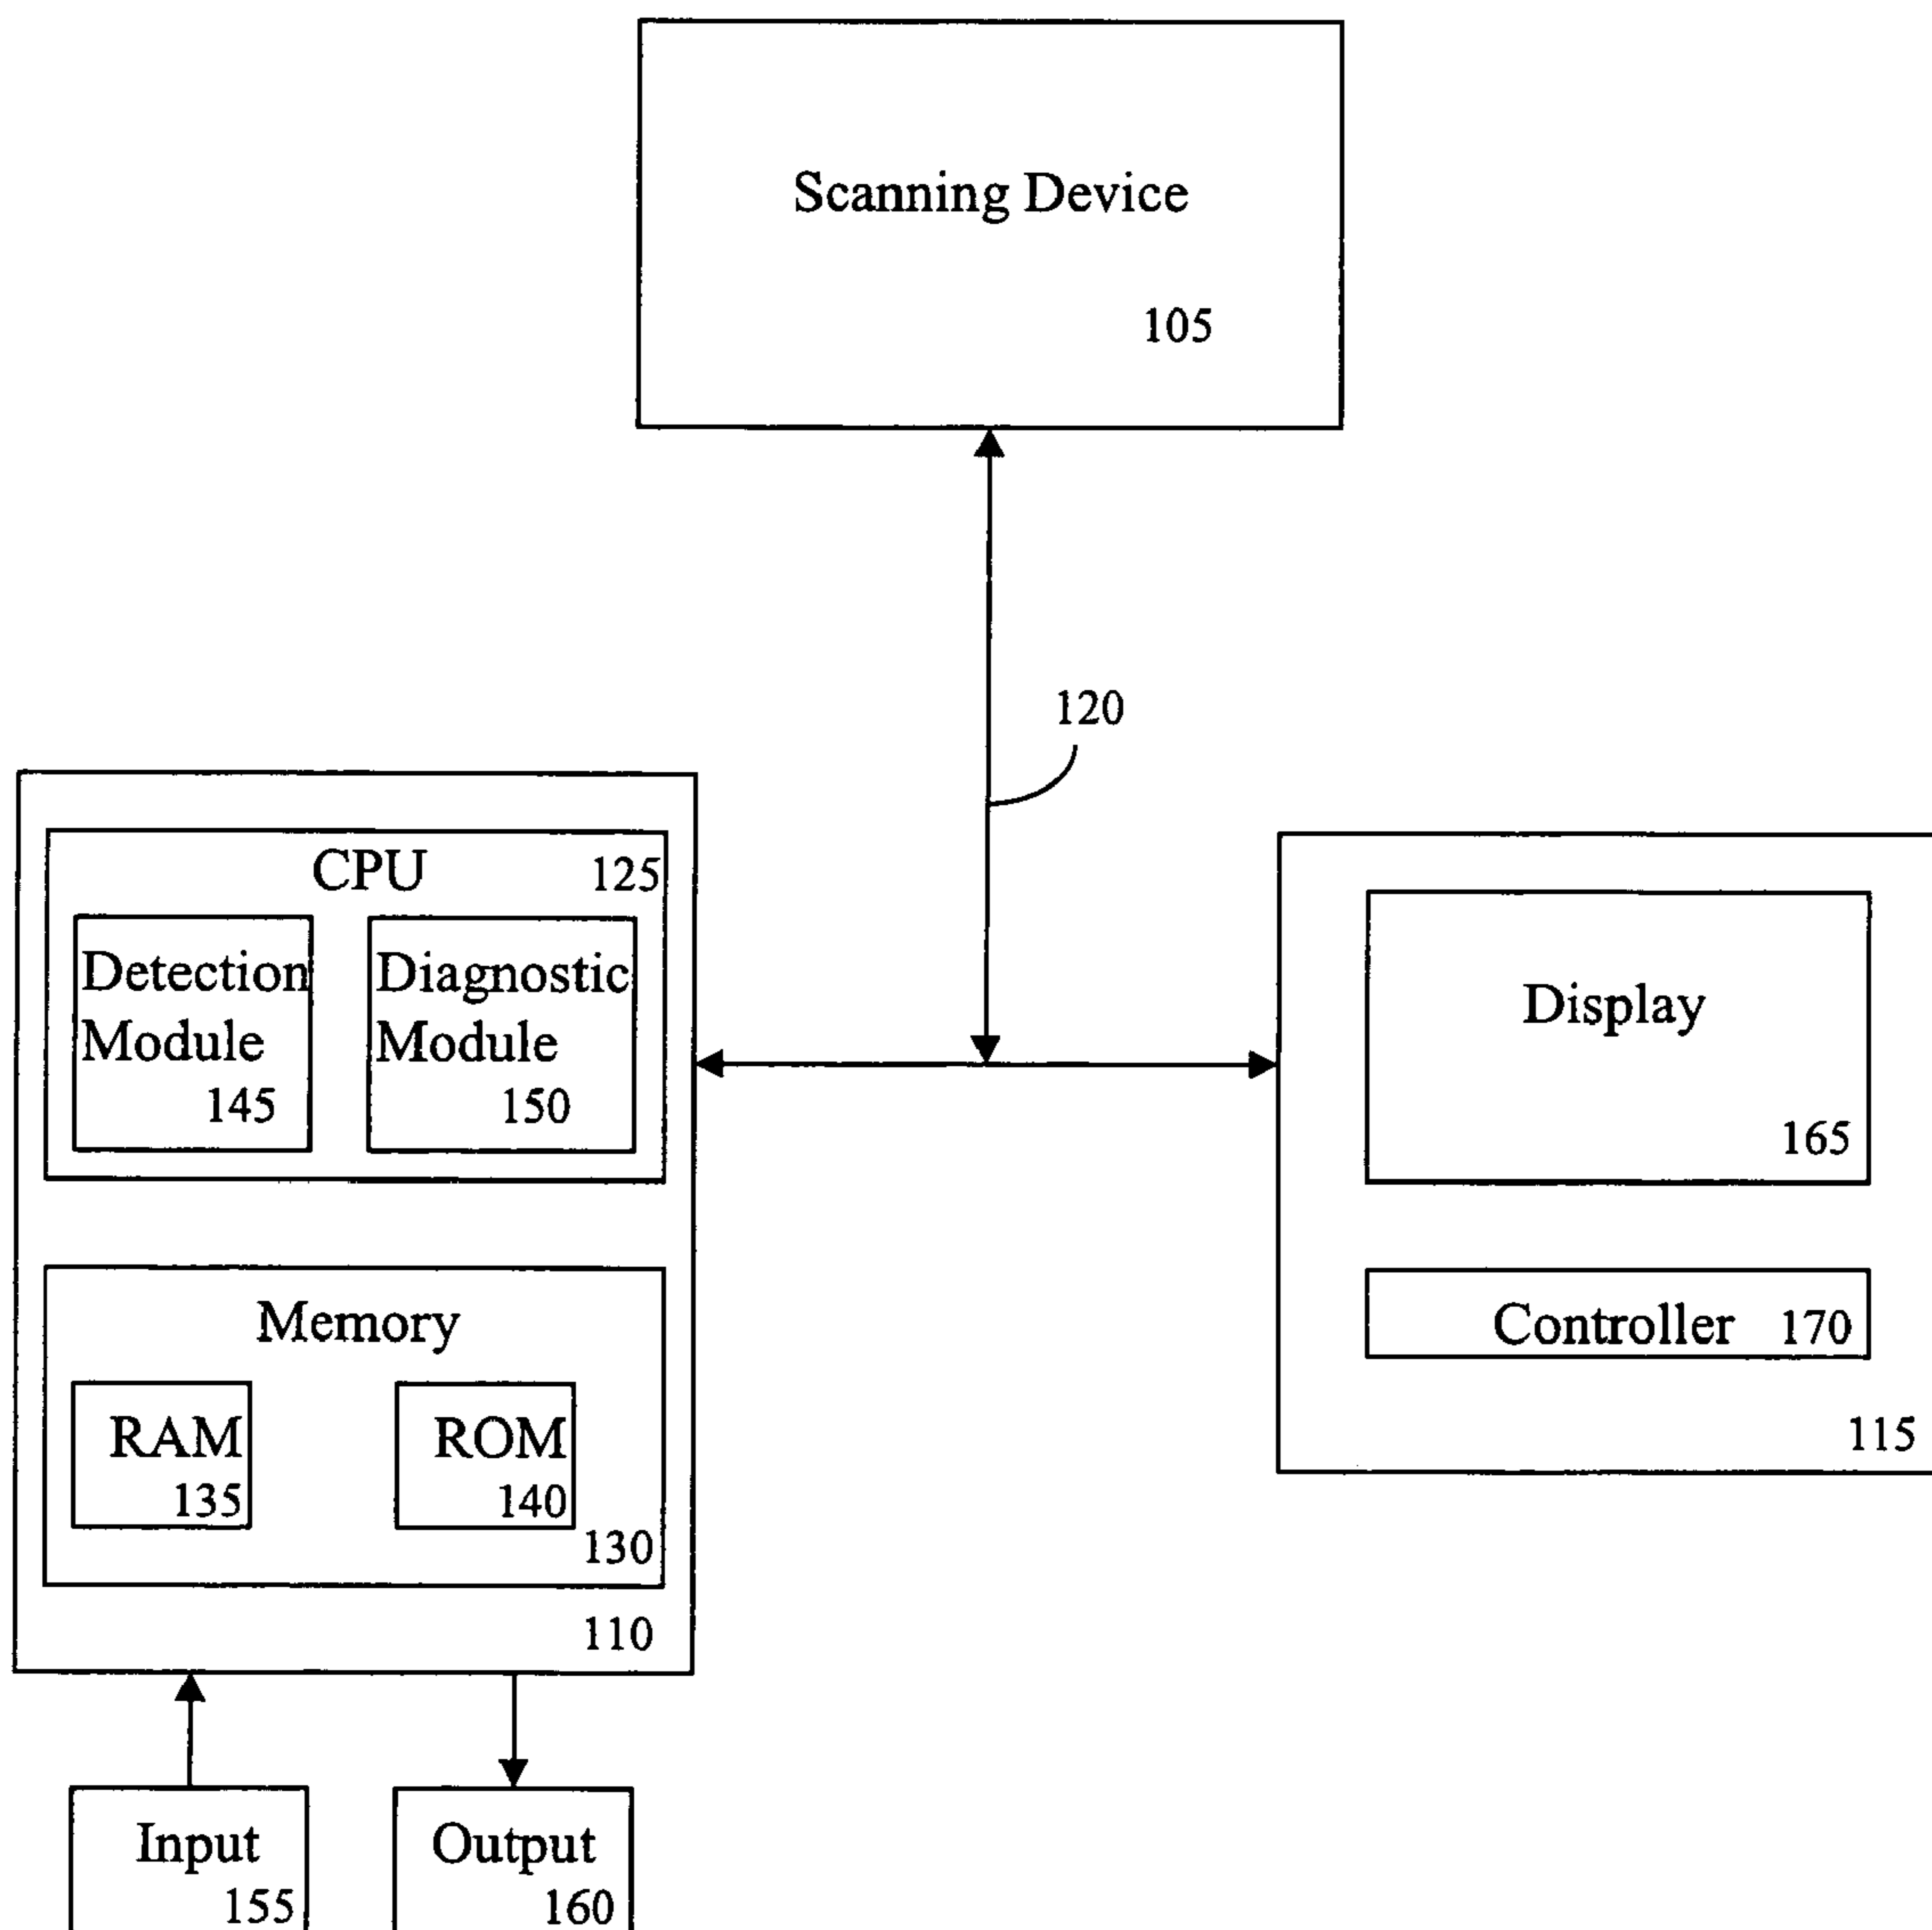 Scanning Device
105
120
CPU 125
Detection
Module
145
Diagnostic
Module
150
Memory
RAM
135
ROM
140
130
110
Input
155
Output
160
Display
165
Controller 170
115